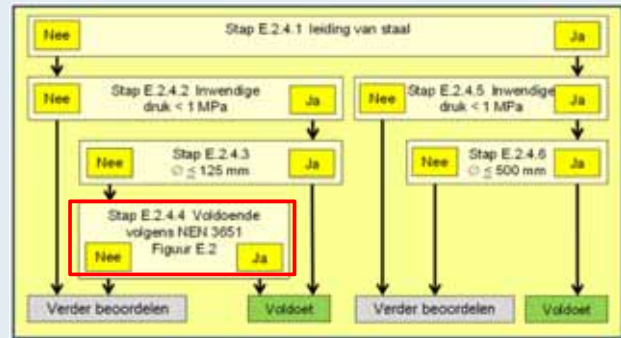 Stap E.2.4.1 leiding van staal
Nee
Ja
Stap E.2.4.2 Inwendige
druk < 1 MPa
Nee
Ja
Stap E.2.4.5 Inwendige
druk < 1 MPa
Nee
Ja
Stap E.2.4.3
∅ ≤ 125 mm
Nee
Ja
Stap E.2.4.6
∅ ≤ 500 mm
Nee
Ja
Stap E.2.4.4 Voldoende
volgens NEN 3651
Figuur E.2
Nee
Ja
Verder beoordelen
Voldoet
Verder beoordelen
Voldoet